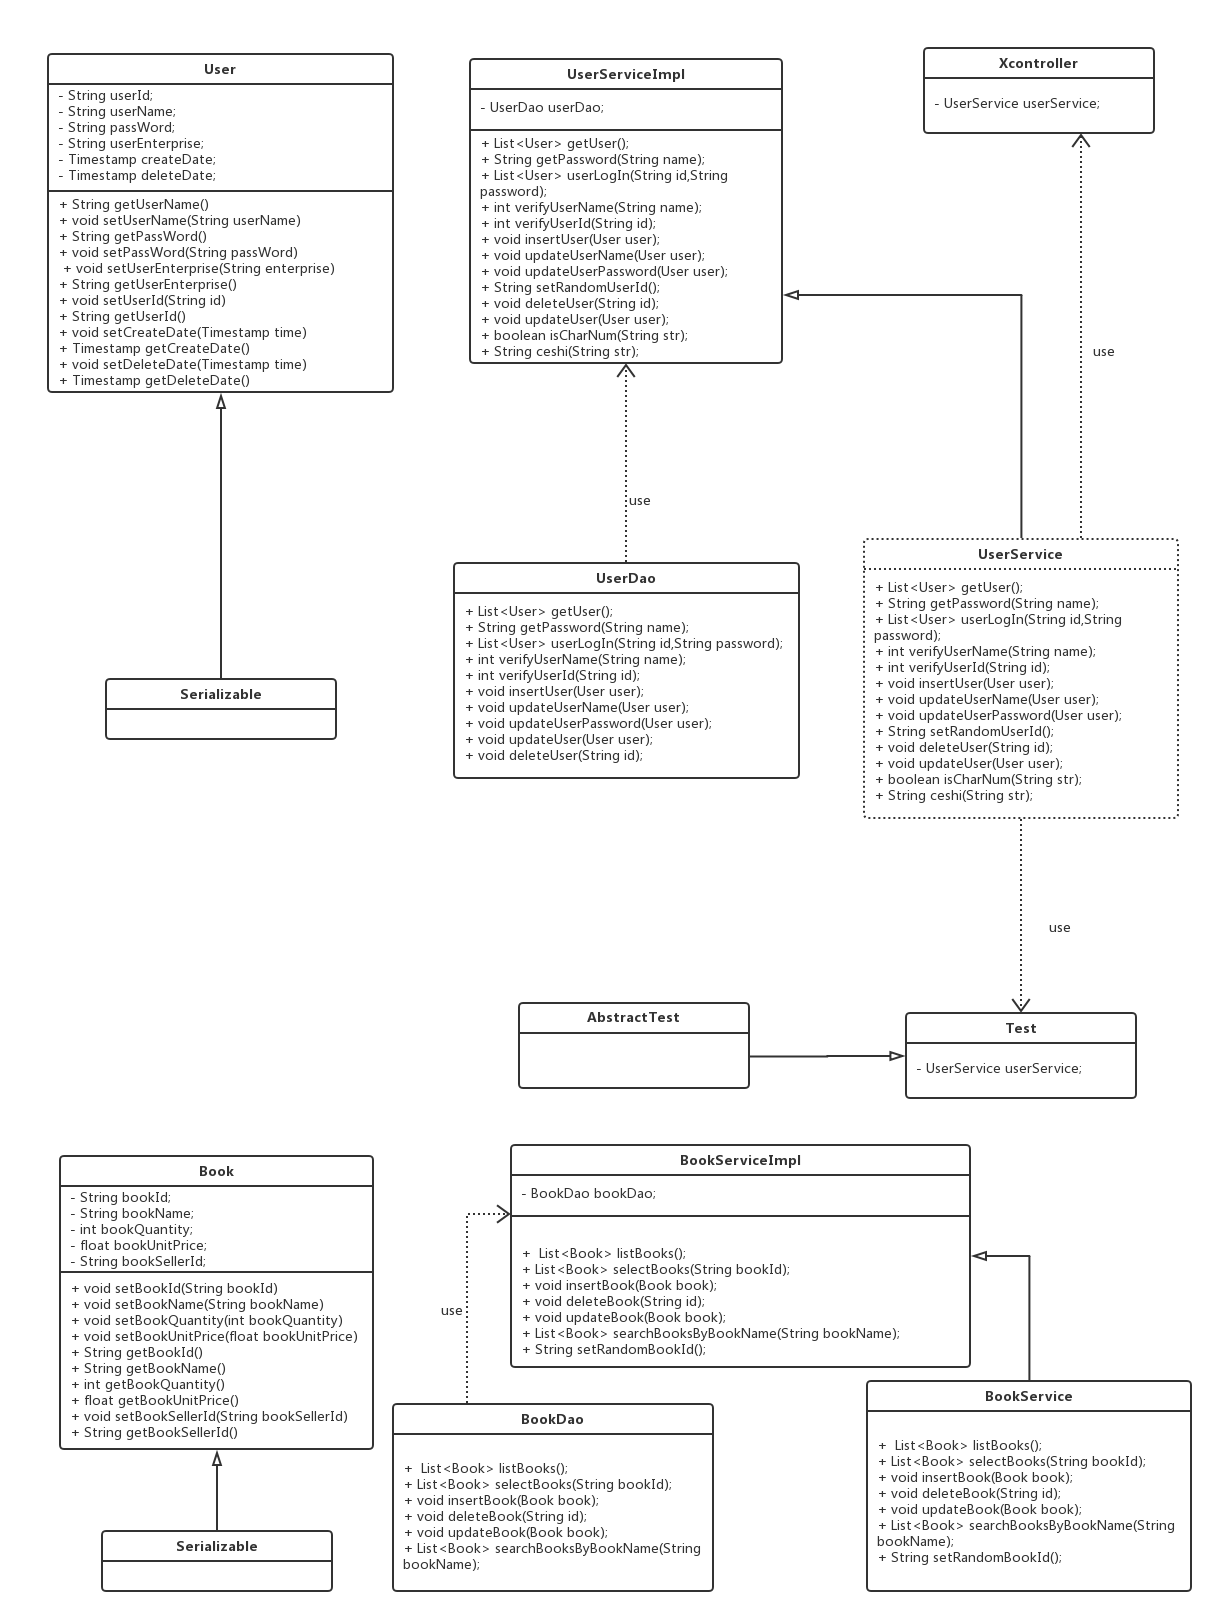 User
- String userId;
- String userName;
- String passWord;
- String userEnterprise;
- Timestamp createDate;
- Timestamp deleteDate;
+ String getUserName()
+ void setUserName(String userName)
+ String getPassWord()
+ void setPassWord(String passWord)
+ void setUserEnterprise(String enterprise)
+ String getUserEnterprise()
+ void setUserId(String id)
+ String getUserId()
+ void setCreateDate(Timestamp time)
+ Timestamp getCreateDate()
+ void setDeleteDate(Timestamp time)
+ Timestamp getDeleteDate()
UserServiceImpl
- UserDao userDao;
+ List<User> getUser();
+ String getPassword(String name);
+ List<User> userLogIn(String id,String
password);
+ int verifyUserName(String name);
+ int verifyUserId(String id);
+ void insertUser(User user);
+ void updateUserName(User user);
+ void updateUserPassword(User user);
+ String setRandomUserId();
+ void deleteUser(String id);
+ void updateUser(User user);
+ boolean isCharNum(String str);
+ String ceshi(String str);
Xcontroller
- UserService userService;
use
use
Serializable
UserDao
+ List<User> getUser();
+ String getPassword(String name);
+ List<User> userLogIn(String id,String password);
+ int verifyUserName(String name);
+ int verifyUserId(String id);
+ void insertUser(User user);
+ void updateUserName(User user);
+ void updateUserPassword(User user);
+ void updateUser(User user);
+ void deleteUser(String id);
UserService
+ List<User> getUser();
+ String getPassword(String name);
+ List<User> userLogIn(String id,String
password);
+ int verifyUserName(String name);
+ int verifyUserId(String id);
+ void insertUser(User user);
+ void updateUserName(User user);
+ void updateUserPassword(User user);
+ String setRandomUserId();
+ void deleteUser(String id);
+ void updateUser(User user);
+ boolean isCharNum(String str);
+ String ceshi(String str);
use
AbstractTest
Test
- UserService userService;
Book
- String bookId;
- String bookName;
- int bookQuantity;
- float bookUnitPrice;
- String bookSellerId;
+ void setBookId(String bookId)
+ void setBookName(String bookName)
+ void setBookQuantity(int bookQuantity)
+ void setBookUnitPrice(float bookUnitPrice)
+ String getBookId()
+ String getBookName()
+ int getBookQuantity()
+ float getBookUnitPrice()
+ void setBookSellerId(String bookSellerId)
+ String getBookSellerId()
BookServiceImpl
- BookDao bookDao;
+  List<Book> listBooks();
+ List<Book> selectBooks(String bookId);
+ void insertBook(Book book);
+ void deleteBook(String id);
+ void updateBook(Book book);
+ List<Book> searchBooksByBookName(String bookName);
+ String setRandomBookId();
use
Serializable
BookDao
+  List<Book> listBooks();
+ List<Book> selectBooks(String bookId);
+ void insertBook(Book book);
+ void deleteBook(String id);
+ void updateBook(Book book);
+ List<Book> searchBooksByBookName(String
bookName);
BookService
+  List<Book> listBooks();
+ List<Book> selectBooks(String bookId);
+ void insertBook(Book book);
+ void deleteBook(String id);
+ void updateBook(Book book);
+ List<Book> searchBooksByBookName(String
bookName);
+ String setRandomBookId();